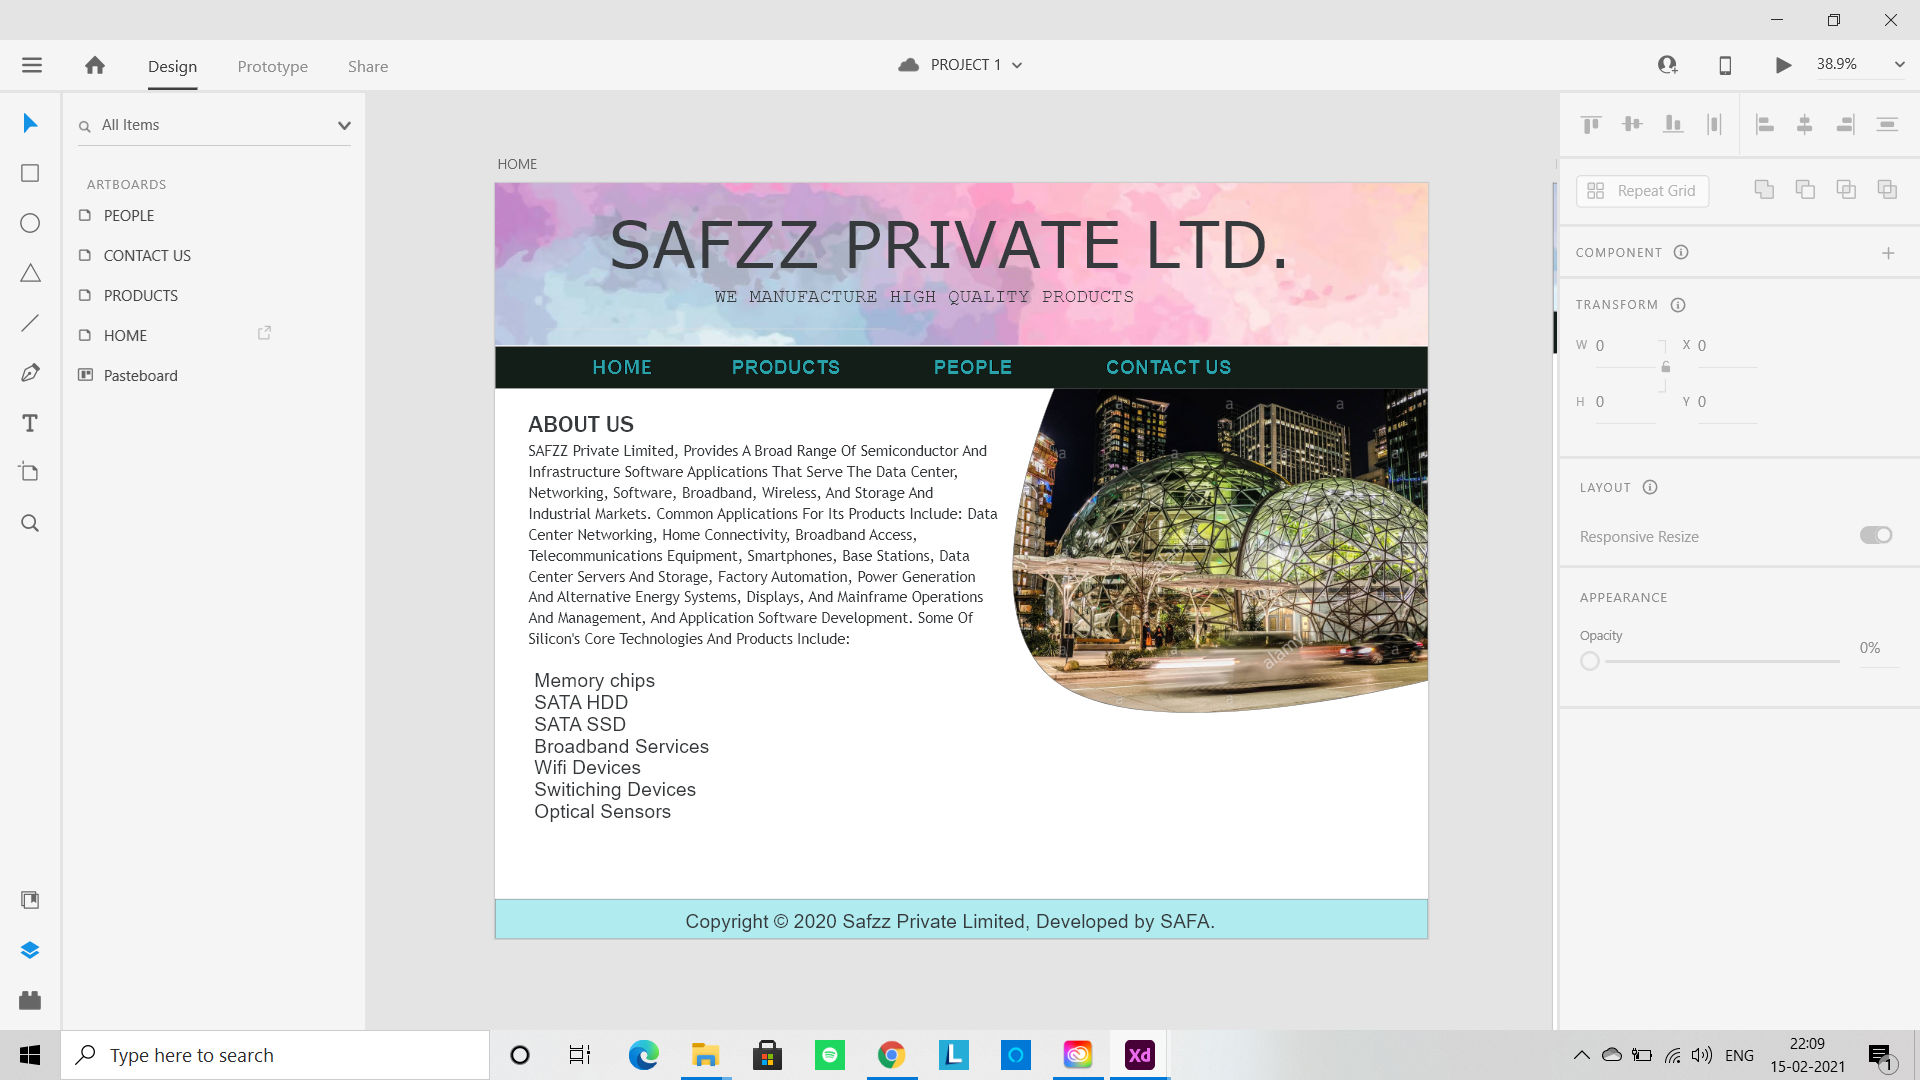 Design
Prototype
Share
PROJECT 1
38.9%
All Items
ARTBOARDS
PEOPLE
CONTACT US
PRODUCTS
HOME
Pasteboard
HOME
SAFZZ PRIVATE LTD.
WE MANUFACTURE HIGH QUALITY PRODUCTS
HOME PRODUCTS PEOPLE CONTACT US
ABOUT US
SAFZZ Private Limited, Provides A Broad Range Of Semiconductor And
Infrastructure Software Applications That Serve The Data Center,
Networking, Software, Broadband, Wireless, And Storage And
Industrial Markets. Common Applications For Its Products Include: Data
Center Networking, Home Connectivity, Broadband Access,
Telecommunications Equipment, Smartphones, Base Stations, Data
Center Servers And Storage, Factory Automation, Power Generation
And Alternative Energy Systems, Displays, And Mainframe Operations
And Management, And Application Software Development. Some Of
Silicon's Core Technologies And Products Include:
Memory chips
SATA HDD
SATA SSD
Broadband Services
Wifi Devices
Switiching Devices
Optical Sensors
a a a
a a a
a a
alamy
a a
Copyright © 2020 Safzz Private Limited, Developed by SAFA.
Repeat Grid
COMPONENT
TRANSFORM
W 0 X 0
H 0 Y 0
LAYOUT
Responsive Resize
APPEARANCE
Opacity
0%
Type here to search
L
Xd
ENG
22:09
15-02-2021
1